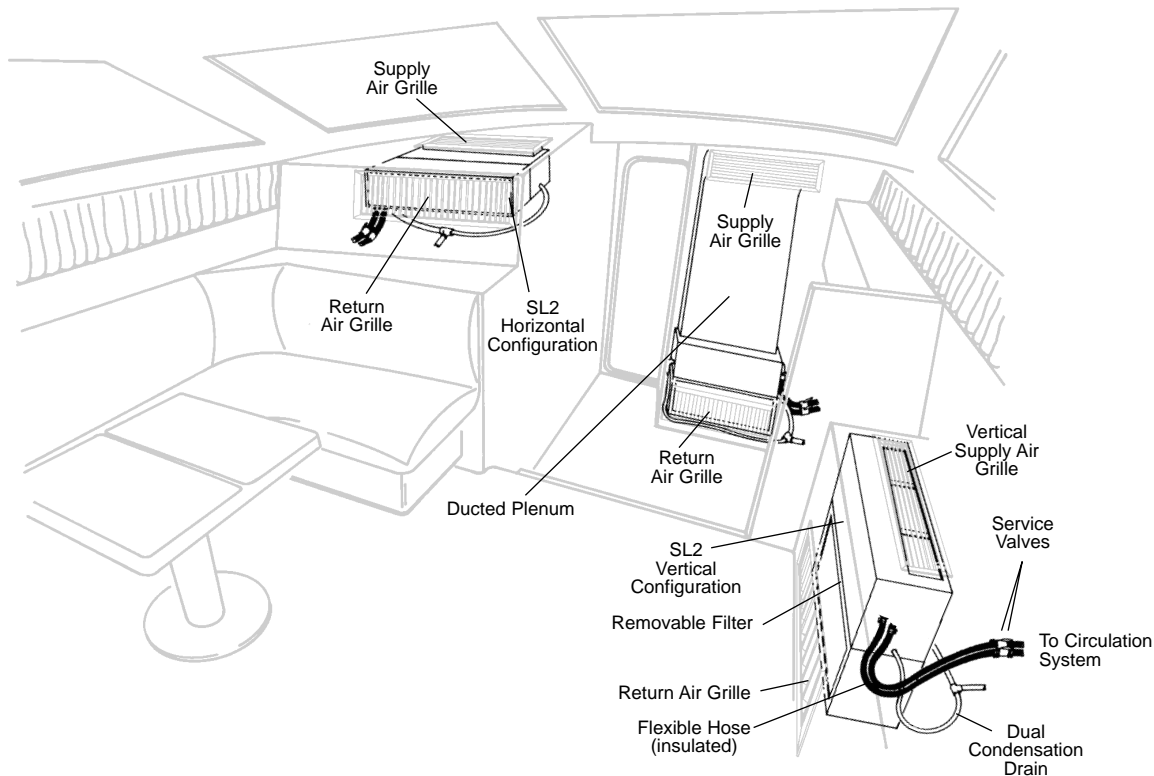 Supply
Air Grille
Supply
Air Grille
Return
Air Grille
SL2
Horizontal
Configuration
Return
Air Grille
Ducted Plenum
Vertical
Supply Air
Grille
Service
Valves
SL2
Vertical
Configuration
Removable Filter
To Circulation
System
Return Air Grille
Flexible Hose
(insulated)
Dual
Condensation
Drain